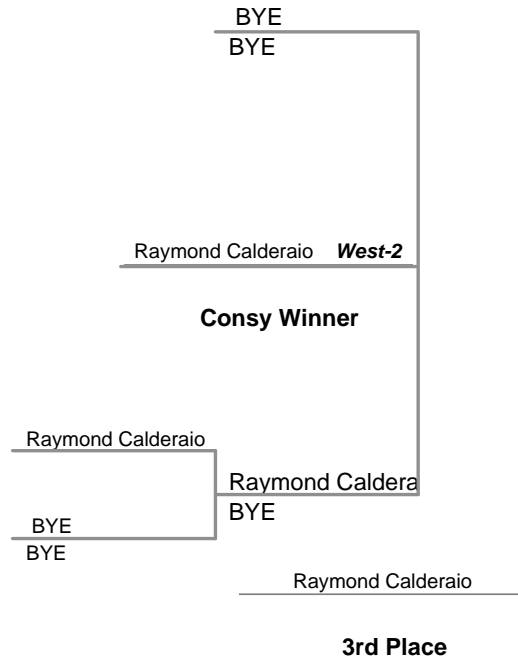 BYE
BYE
Raymond Calderaio West-2
Consy Winner
Raymond Calderaio
Raymond Caldera
BYE
BYE
BYE
Raymond Calderaio
3rd Place